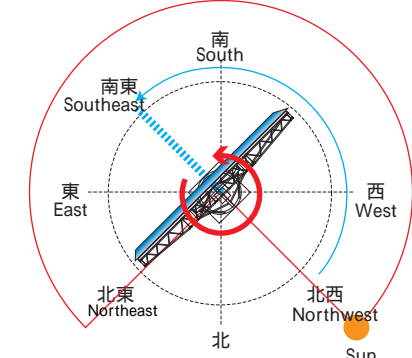 南
South
南東
Southeast
東
East
西
West
北東
Northeast
北西
Northwest
北
Sun